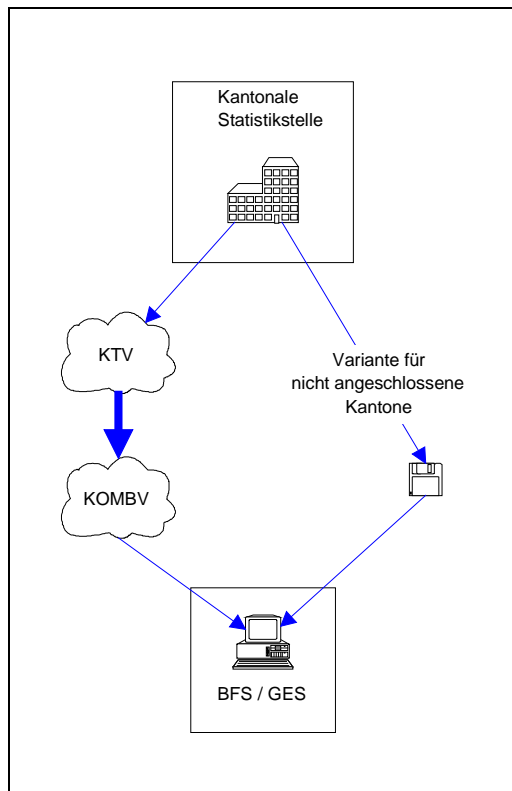 Kantonale
Statistikstelle
KTV
Variante für
nicht angeschlossene
Kantone
KOMBV
BFS / GES